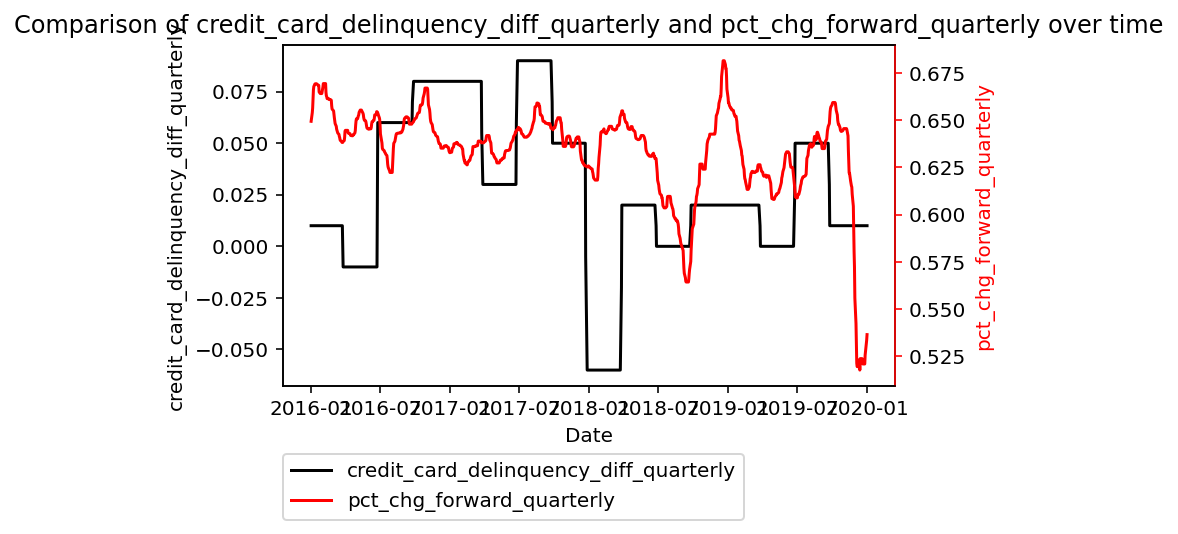 Comparison of credit_card_delinquency_diff_quarterly and pct_chg_forward_quarterly over time
credit_card_delinquency_diff_quarterly
0.075
0.050
0.025
0.000
−0.025
−0.050
0.675
0.650
0.625
0.600
0.575
0.550
0.525
pct_chg_forward_quarterly
2016-01 2016-07 2017-01 2017-07 2018-01 2018-07 2019-01 2019-07 2020-01
Date
credit_card_delinquency_diff_quarterly
pct_chg_forward_quarterly